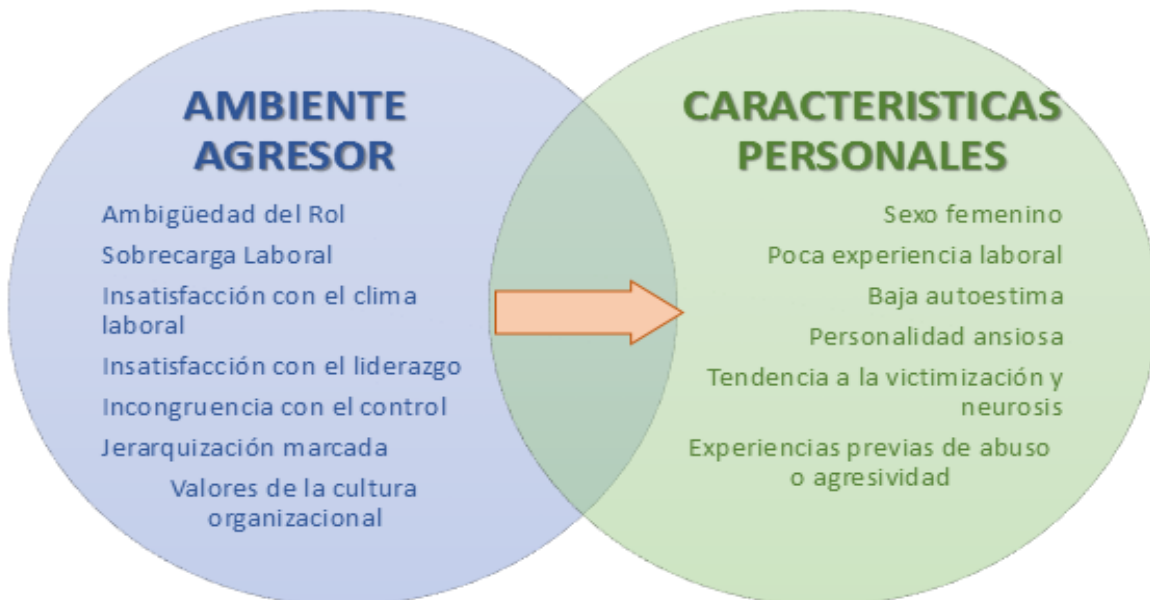 AMBIENTE
AGRESOR
Ambigüedad del Rol
Sobrecarga Laboral
Insatisfacción con el clima
laboral
Insatisfacción con el liderazgo
Incongruencia con el control
Jerarquización marcada
Valores de la cultura
organizacional
CARACTERISTICAS
PERSONALES
Sexo femenino
Poca experiencia laboral
Baja autoestima
Personalidad ansiosa
Tendencia a la victimización y
neurosis
Experiencias previas de abuso
o agresividad